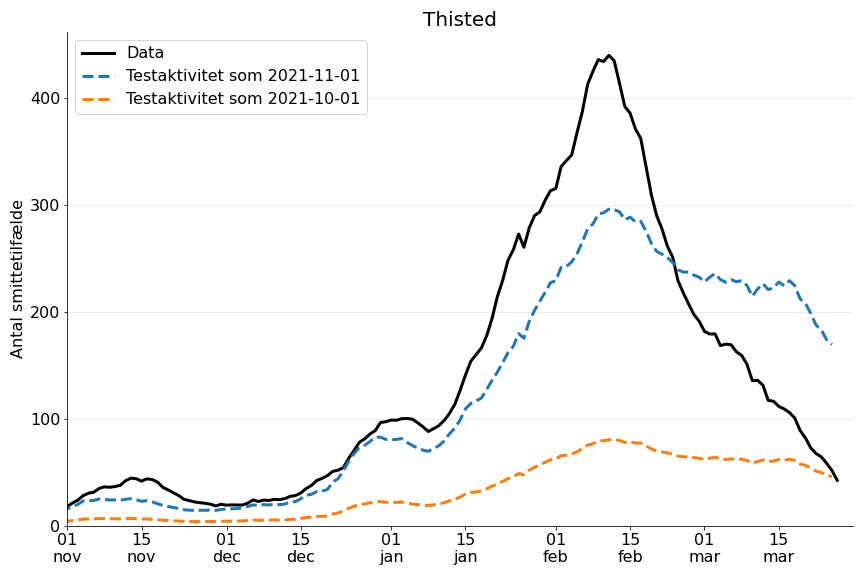 Thisted
Data
Testaktivitet som 2021-11-01
Testaktivitet som 2021-10-01
Antal smittetilfælde
400
300
200
100
0
01 15 01 15 01 15 01 15 01 15
nov nov dec dec jan jan feb feb mar mar